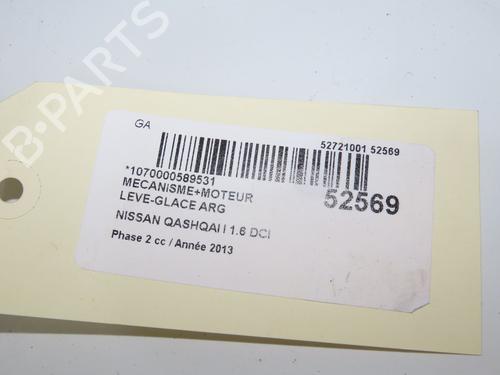 B-PARTS
GA
52721001 52569
*1070000589531
MECANISME+MOTEUR
LEVE-GLACE ARG
52569
NISSAN QASHQAI I 1.6 DCI
Phase 2 cc / Année 2013